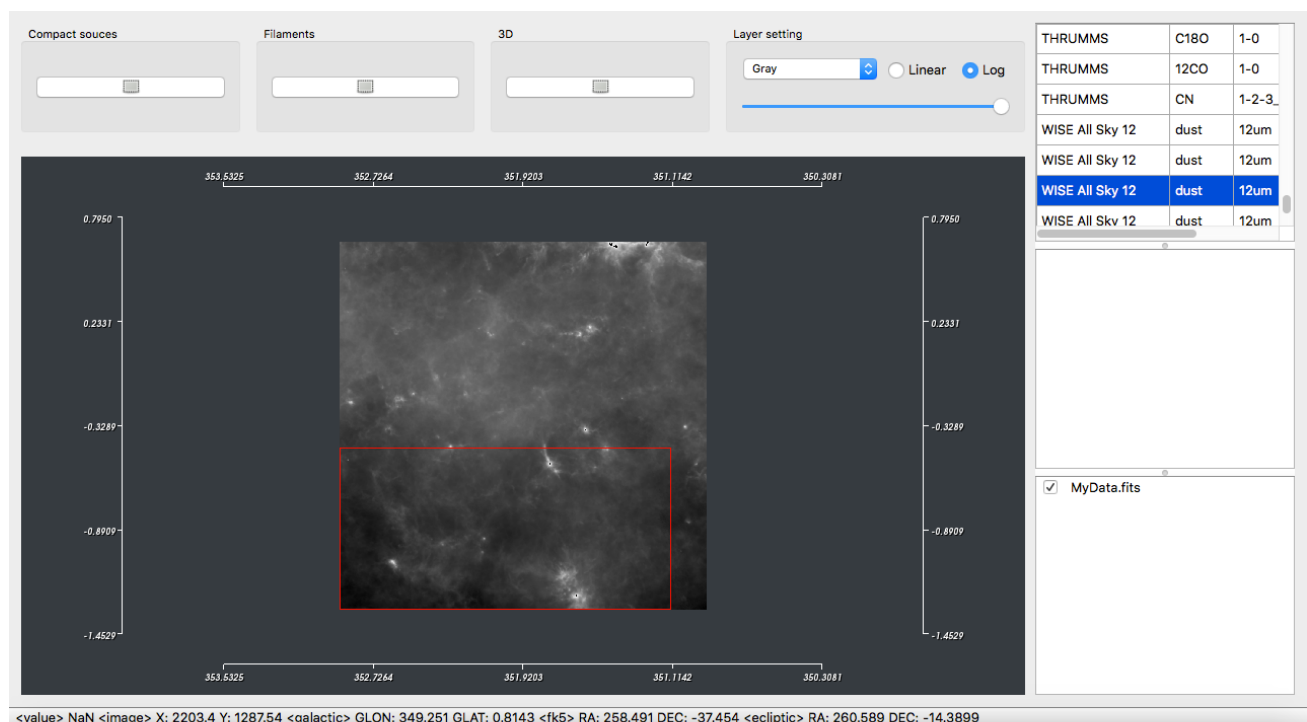 Compact souces
Filaments
3D
Layer setting
Gray
Linear
Log
THRUMMS C18O 1-0
THRUMMS 12CO 1-0
THRUMMS CN 1-2-3_
WISE All Sky 12 dust 12um
WISE All Sky 12 dust 12um
WISE All Sky 12 dust 12um
WISE All Sky 12 dust 12um
353.5325 352.7264 351.9203 351.1142 350.3081
0.7950 0.7950
0.2331 0.2331
-0.3289 -0.3289
-0.8909 -0.8909
-1.4529 -1.4529
353.5325 352.7264 351.9203 351.1142 350.3081
MyData.fits
<value> NaN <image> X: 2203.4 Y: 1287.54 <galactic> GLON: 349.251 GLAT: 0.8143 <fk5> RA: 258.491 DEC: -37.454 <ecliptic> RA: 260.589 DEC: -14.3899